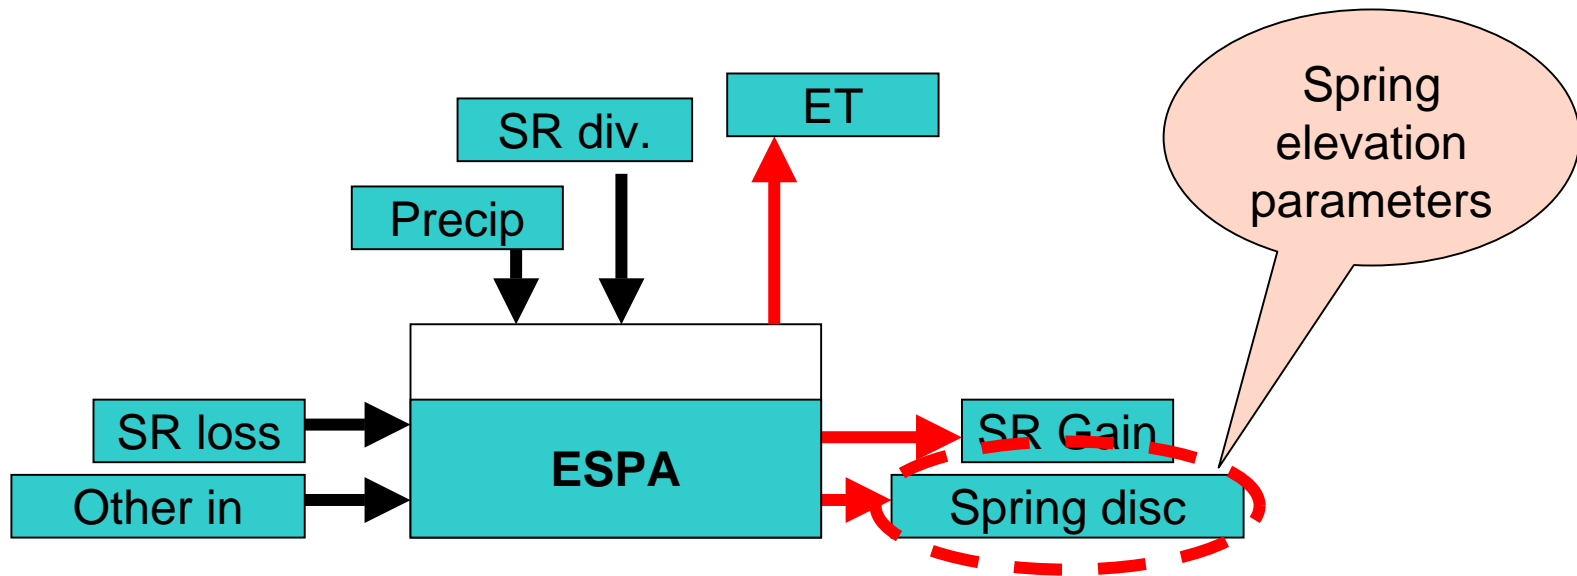 ET
SR div.
Precip
Spring
elevation
parameters
SR loss
Other in
ESPA
SR Gain
Spring disc